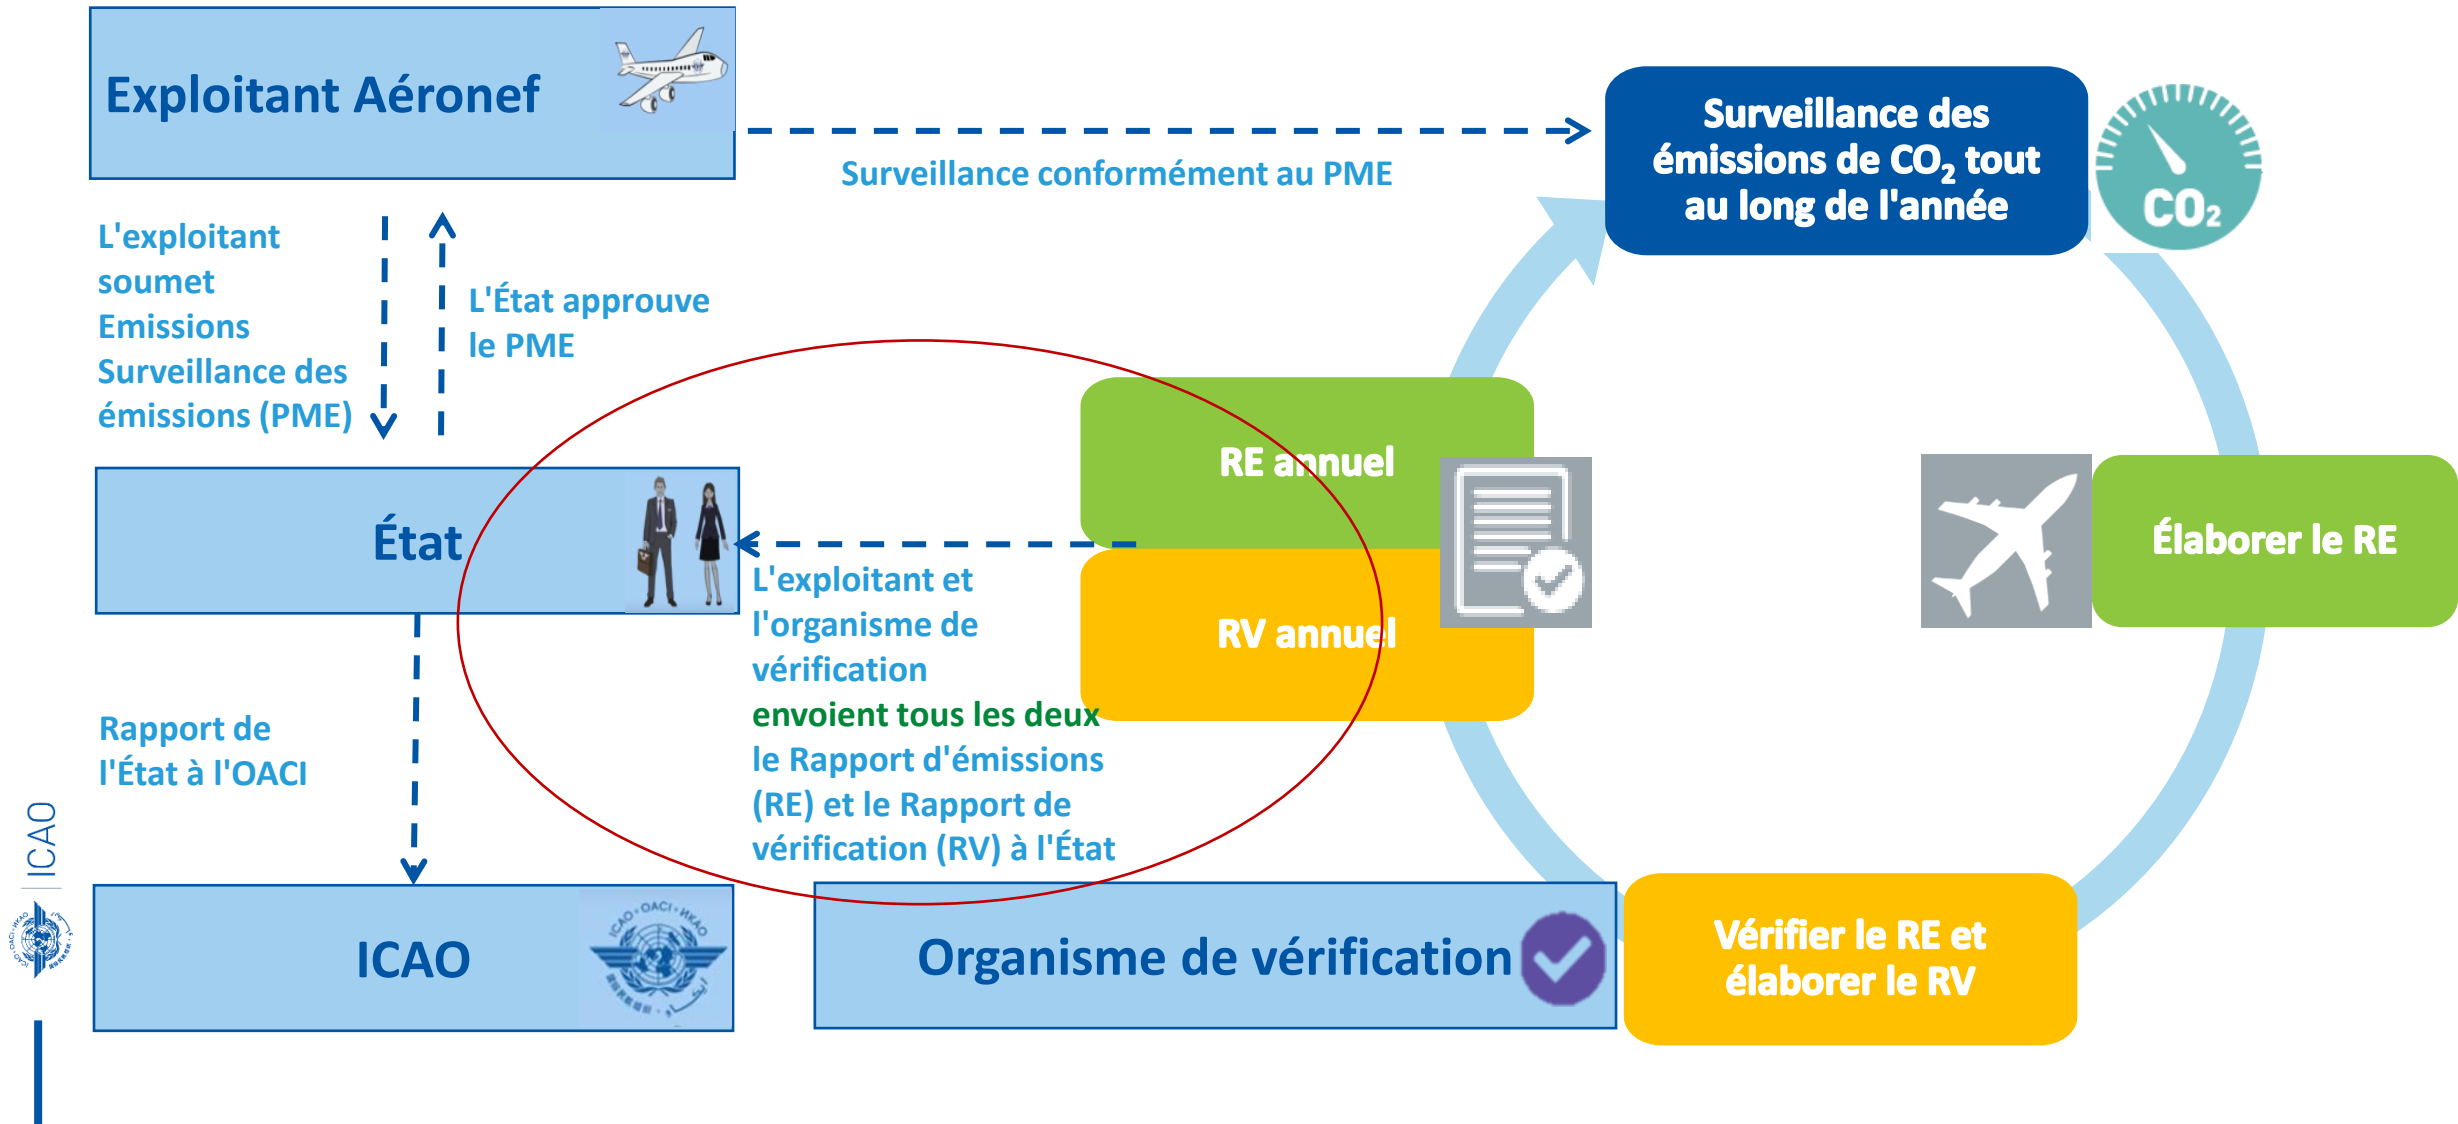 Exploitant Aéronef
Surveillance conformément au PME
Surveillance des
émissions de CO₂ tout
au long de l'année
CO₂
L'exploitant
soumet
Emissions
Surveillance des
émissions (PME)
L'État approuve
le PME
État
RE annuel
RV annuel
Élaborer le RE
L'exploitant et
l'organisme de
vérification
envoient tous les deux
le Rapport d'émissions
(RE) et le Rapport de
vérification (RV) à l'État
Rapport de
l'État à l'OACI
ICAO
ICAO
ICAO · OACI · ИКАО
Organisme de vérification
Vérifier le RE et
élaborer le RV